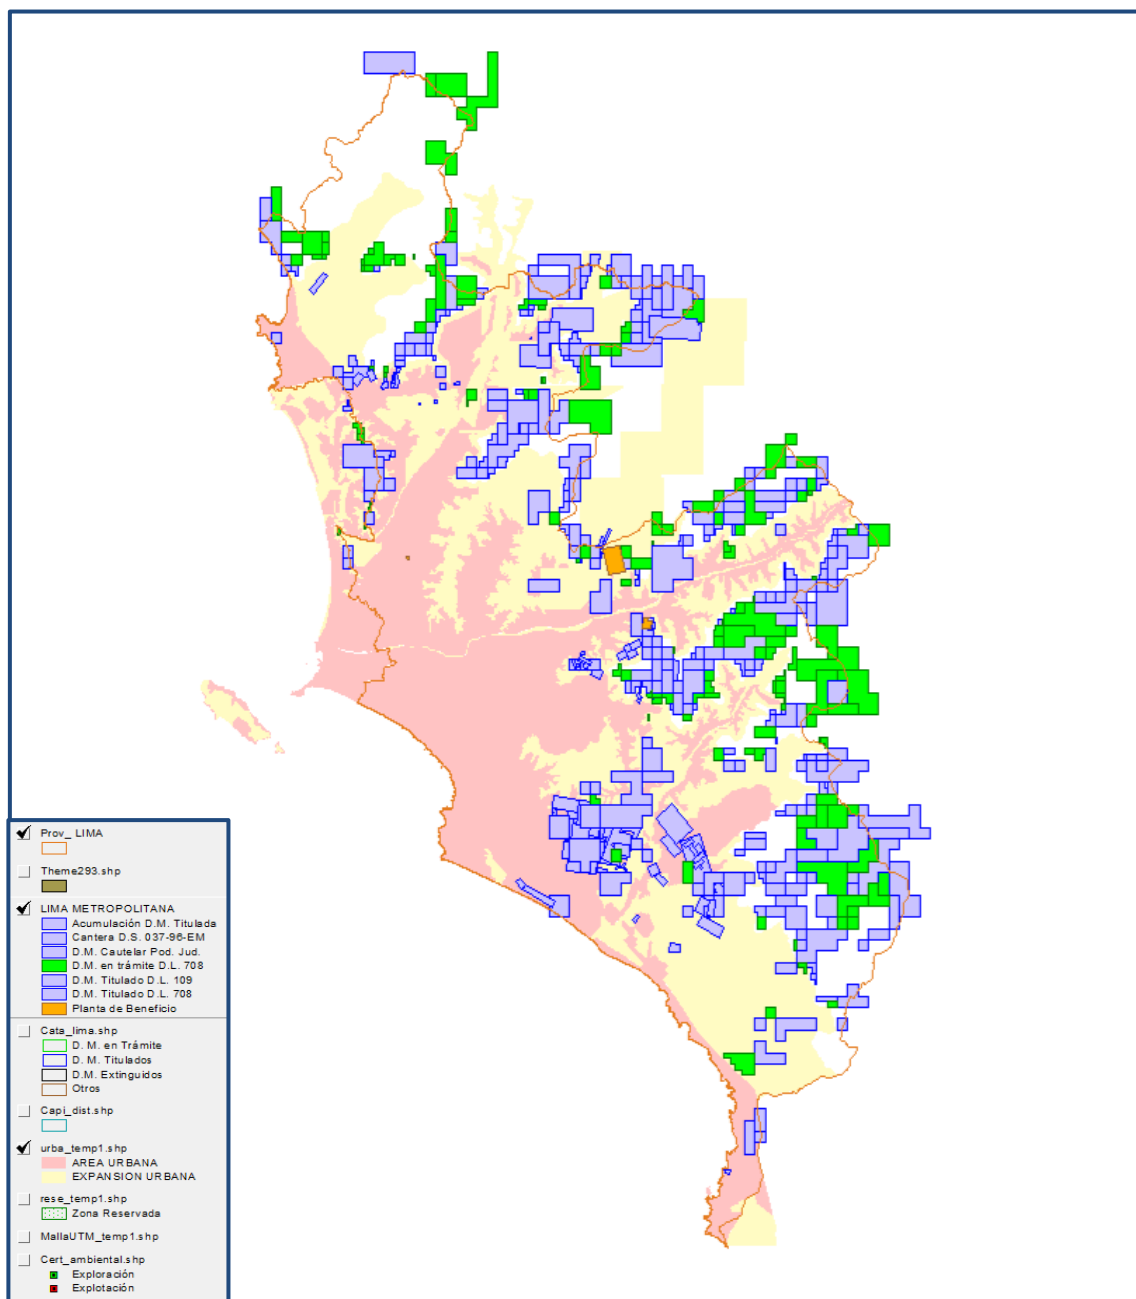 Prov_ LIMA
Theme293.shp
LIMA METROPOLITANA
Acumulación D.M. Titulada
Cantera D.S. 037-96-EM
D.M. Cautelar Pod. Jud.
D.M. en trámite D.L. 708
D.M. Titulado D.L. 109
D.M. Titulado D.L. 708
Planta de Beneficio
Cata_lima.shp
D. M. en Trámite
D. M. Titulados
D.M. Extinguidos
Otros
Capi_dist.shp
urba_temp1.shp
AREA URBANA
EXPANSION URBANA
rese_temp1.shp
Zona Reservada
MallaUTM_temp1.shp
Cert_ambiental.shp
Exploración
Explotación